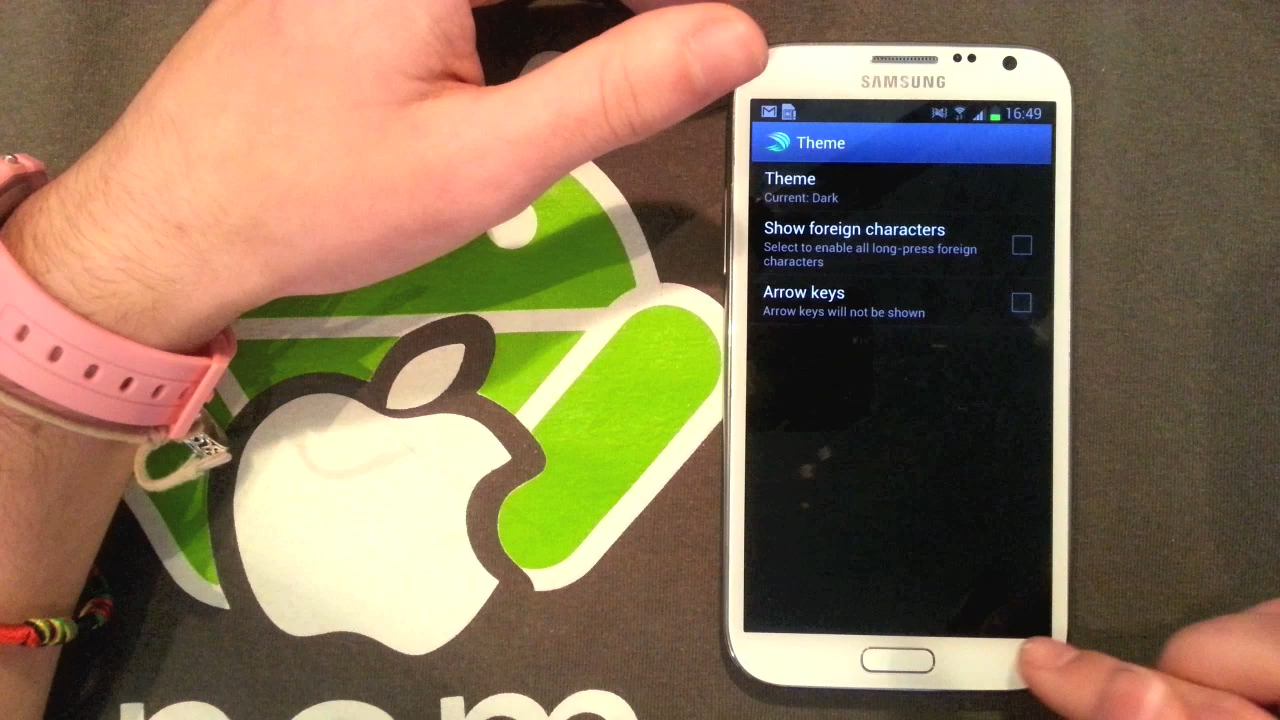 SAMSUNG
16:49
Theme
Theme
Current: Dark
Show foreign characters
Select to enable all long-press foreign
characters
Arrow keys
Arrow keys will not be shown
nom